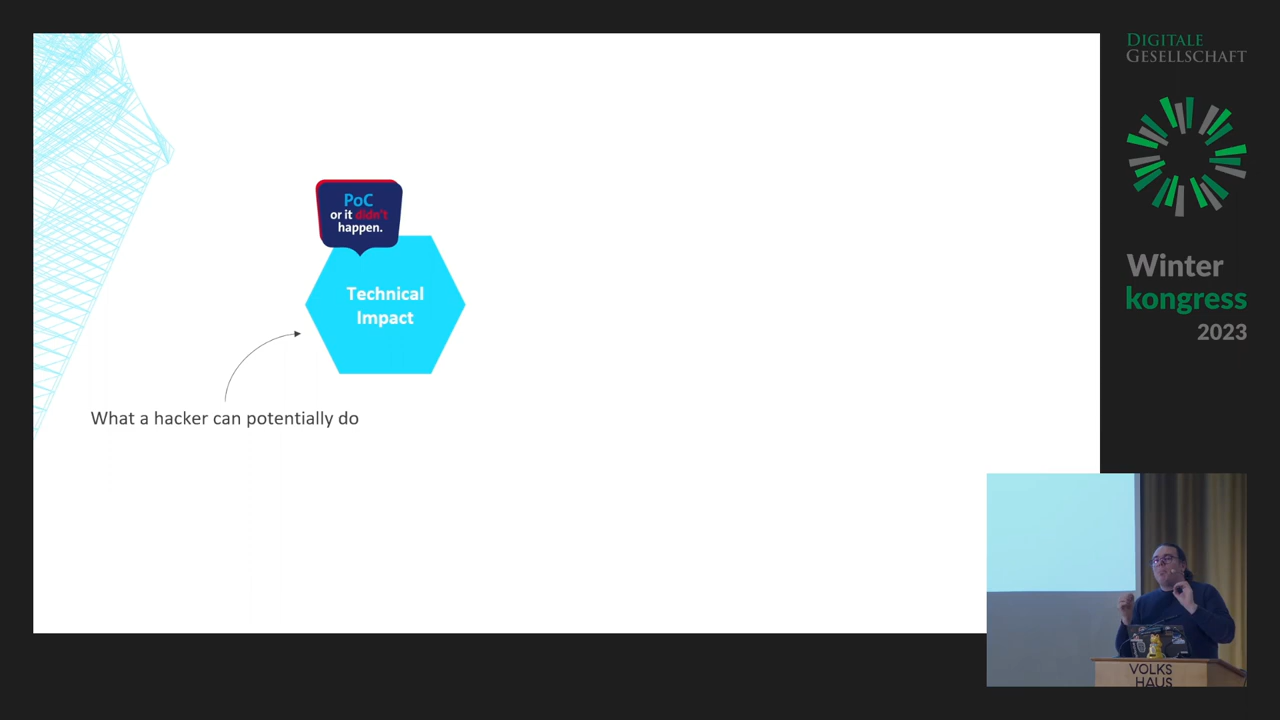 PoC
or it didn't
happen.
Technical
Impact
What a hacker can potentially do
DIGITALE
GESELLSCHAFT
Winter
kongress
2023
VOLKS
HAUS